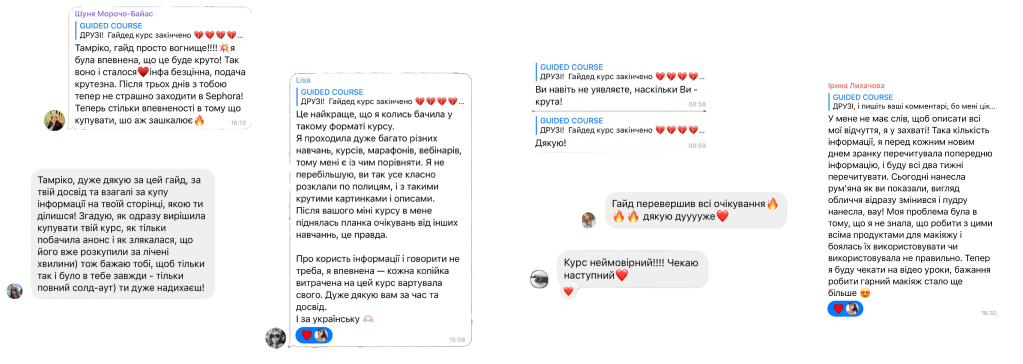 Шуня Морочо-Байас
GUIDED COURSE
ДРУЗІ! Гайдед курс закінчено 💔💔💔💔...
Тамріко, гайд просто вогнище!!!! 💥я
була впевнена, що це буде круто! Так
воно і сталося❤️інфа безцінна, подача
крутезна. Після трьох днів з тобою
тепер не страшно заходити в Sephora!
Теперь стільки впевненості в тому що
купувати, шо аж зашкалює🔥
16:13
Тамріко, дуже дякую за цей гайд, за
твій досвід та взагалі за купу
інформації на твоїй сторінці, якою ти
ділишся! Згадую, як одразу вирішила
купувати твій курс, як тільки
побачила анонс і як злякалася, що
його вже розкупили за лічені
хвилини) тож бажаю тобі, щоб тільки
так і було в тебе завжди - тільки
повний солд-аут) ти дуже надихаєш!
Lisa
GUIDED COURSE
ДРУЗІ! Гайдед курс закінчено 💔💔💔💔...
Це найкраще, що я колись бачила у
такому форматі курсу.
Я проходила дуже багато різних
навчань, курсів, марафонів, вебінарів,
тому мені є із чим порівняти. Я не
перебільшую, ви так усе класно
розклали по полицям, і з такими
крутими картинками і описами.
Після вашого міні курсу в мене
піднялась планка очікувань від інших
навчаннь, це правда.
Про користь інформації і говорити не
треба, я впевнена — кожна копійка
витрачена на цей курс вартувала
свого. Дуже дякую вам за час та
досвід.
І за українську 🫶🏻
15:58
GUIDED COURSE
ДРУЗІ! Гайдед курс закінчено 💔💔💔💔...
Ви навіть не уявляєте, наскільки Ви -
крута!
00:58
GUIDED COURSE
ДРУЗІ! Гайдед курс закінчено 💔💔💔💔...
Дякую!
00:59
Гайд перевершив всі очікування🔥
🔥🔥 дякую дууууже❤️
Курс неймовірний!!!! Чекаю
наступний❤️
Ірина Лихачова
GUIDED COURSE
ДРУЗІ, і пишіть ваші комментарі, бо мені цік...
У мене не має слів, щоб описати всі
мої відчуття, я у захваті! Така кількість
інформації, я перед кожним новим
днем зранку перечитувала попередню
інформацію, і буду всі два тижні
перечитувати. Сьогодні нанесла
рум'яна як ви показали, вигляд
обличчя відразу змінився і пудру
нанесла, вау! Моя проблема була в
тому, що я не знала, що робити з цими
всіма продуктами для макіяжу і
боялась їх використовувати чи
використовувала не правильно. Тепер
я буду чекати на відео уроки, бажання
робити гарний макіяж стало ще
більше 😍
18:30